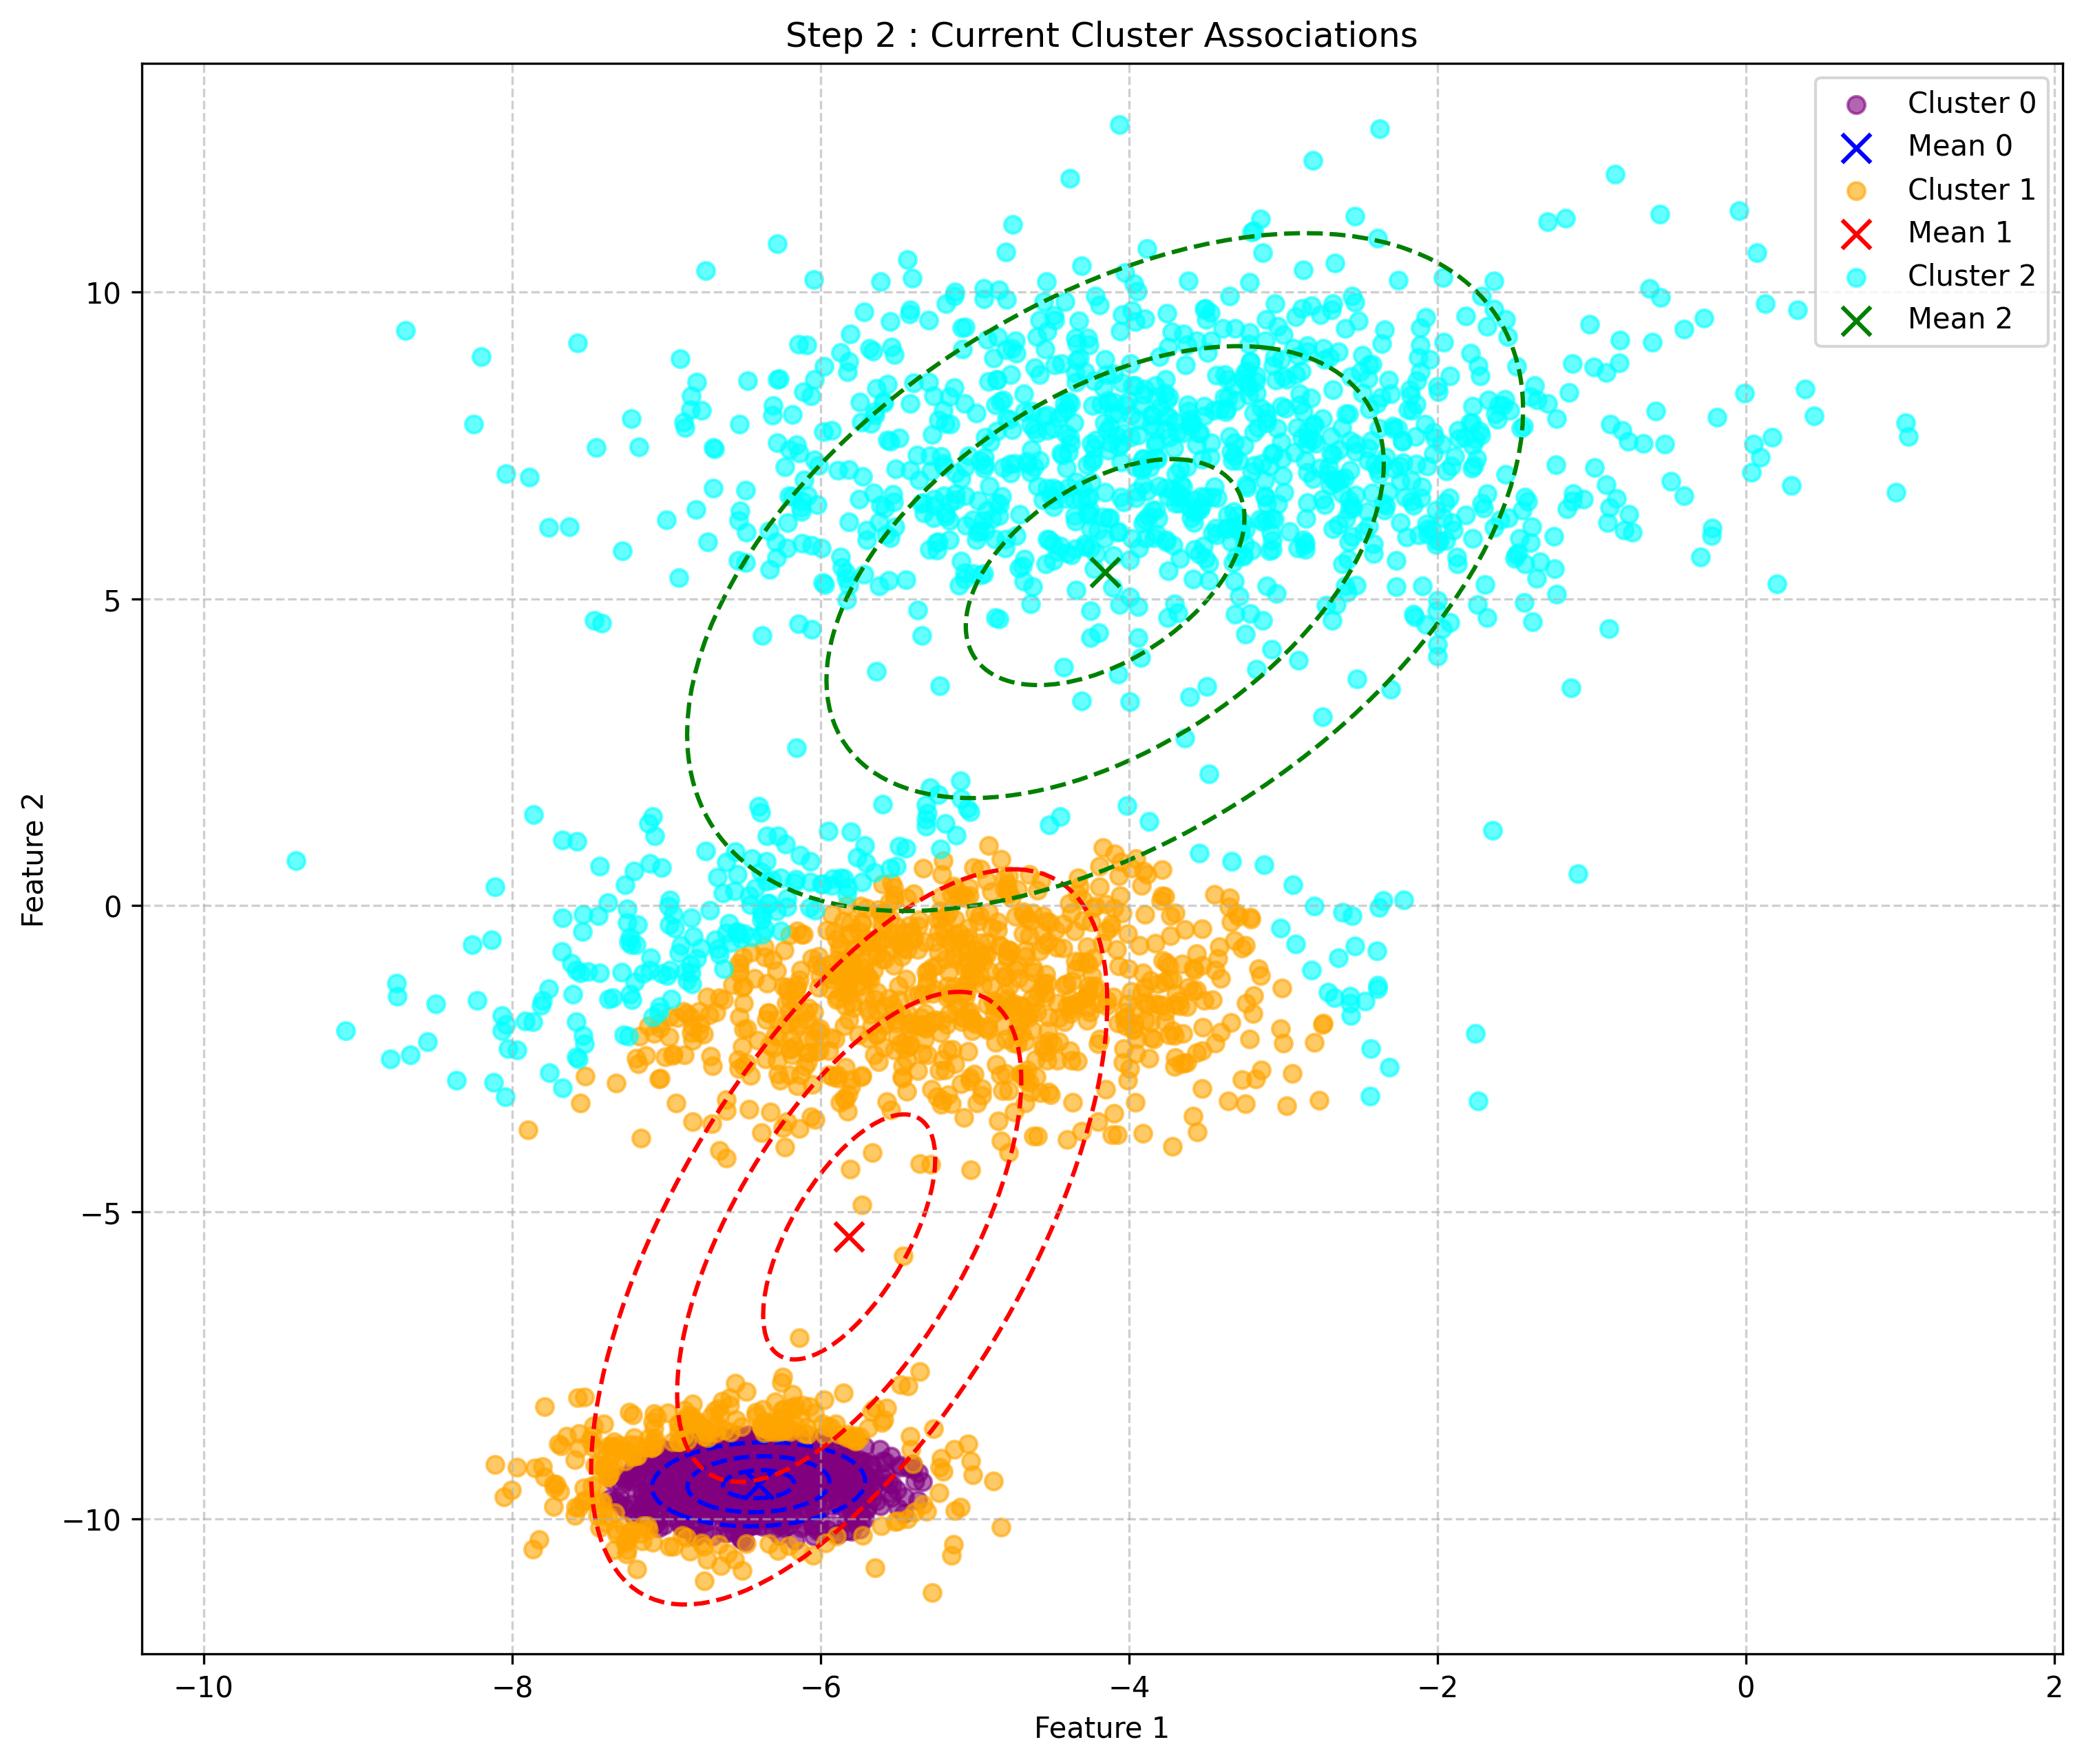 Step 2 : Current Cluster Associations
Cluster 0
Mean 0
Cluster 1
Mean 1
Cluster 2
Mean 2
10
5
0
−5
−10
Feature 2
−10
−8
−6
−4
−2
0
2
Feature 1